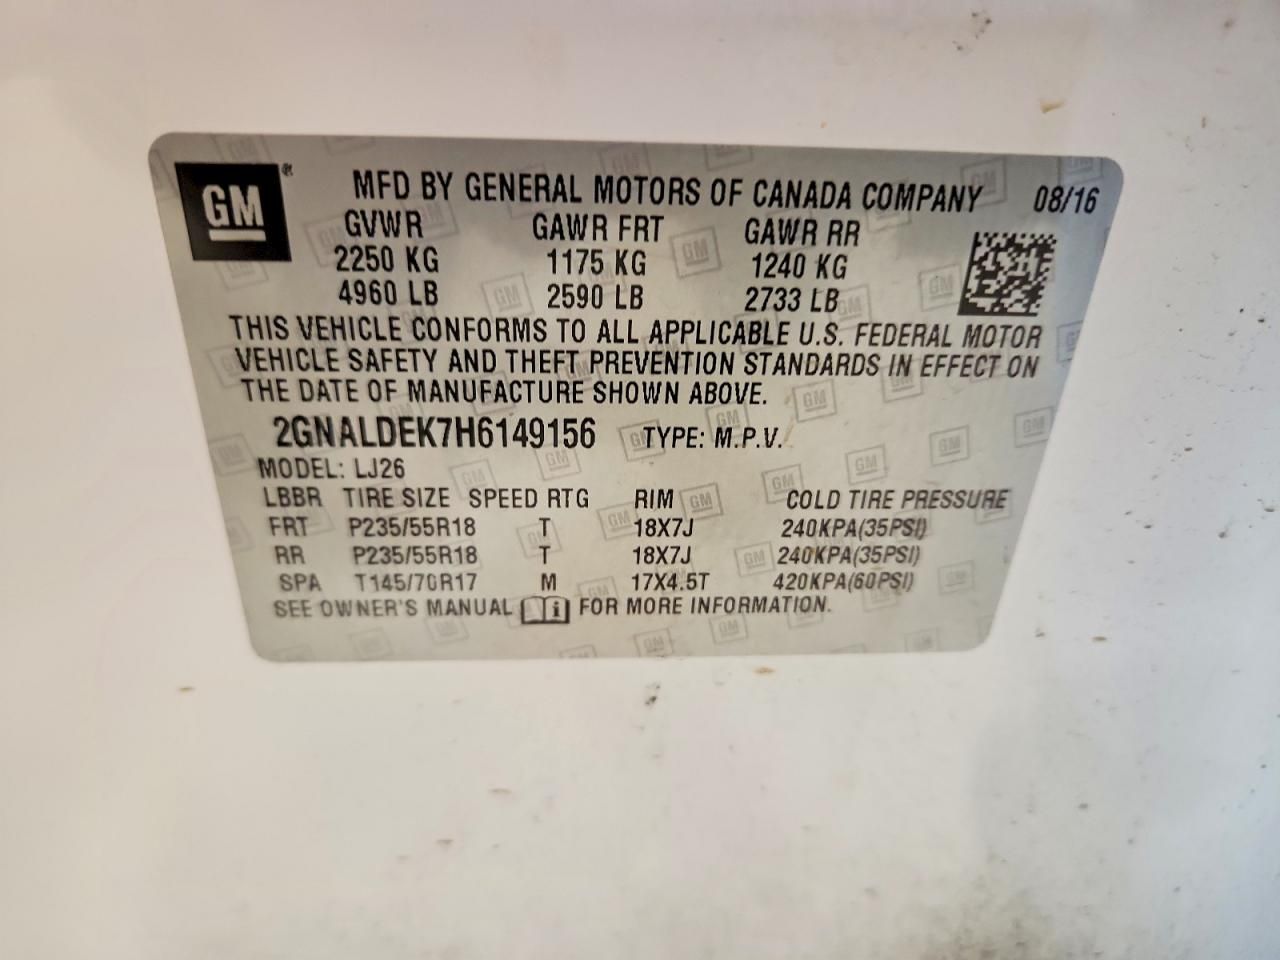 GM
MFD BY GENERAL MOTORS OF CANADA COMPANY 08/16
GVWR GAWR FRT GAWR RR
2250 KG 1175 KG 1240 KG
4960 LB 2590 LB 2733 LB
THIS VEHICLE CONFORMS TO ALL APPLICABLE U.S. FEDERAL MOTOR
VEHICLE SAFETY AND THEFT PREVENTION STANDARDS IN EFFECT ON
THE DATE OF MANUFACTURE SHOWN ABOVE.
2GNALDEK7H6149156 TYPE: M.P.V.
MODEL: LJ26
LBBR TIRE SIZE SPEED RTG RIM COLD TIRE PRESSURE
FRT P235/55R18 T 18X7J 240KPA(35PSI)
RR P235/55R18 T 18X7J 240KPA(35PSI)
SPA T145/70R17 M 17X4.5T 420KPA(60PSI)
SEE OWNER'S MANUAL i FOR MORE INFORMATION.